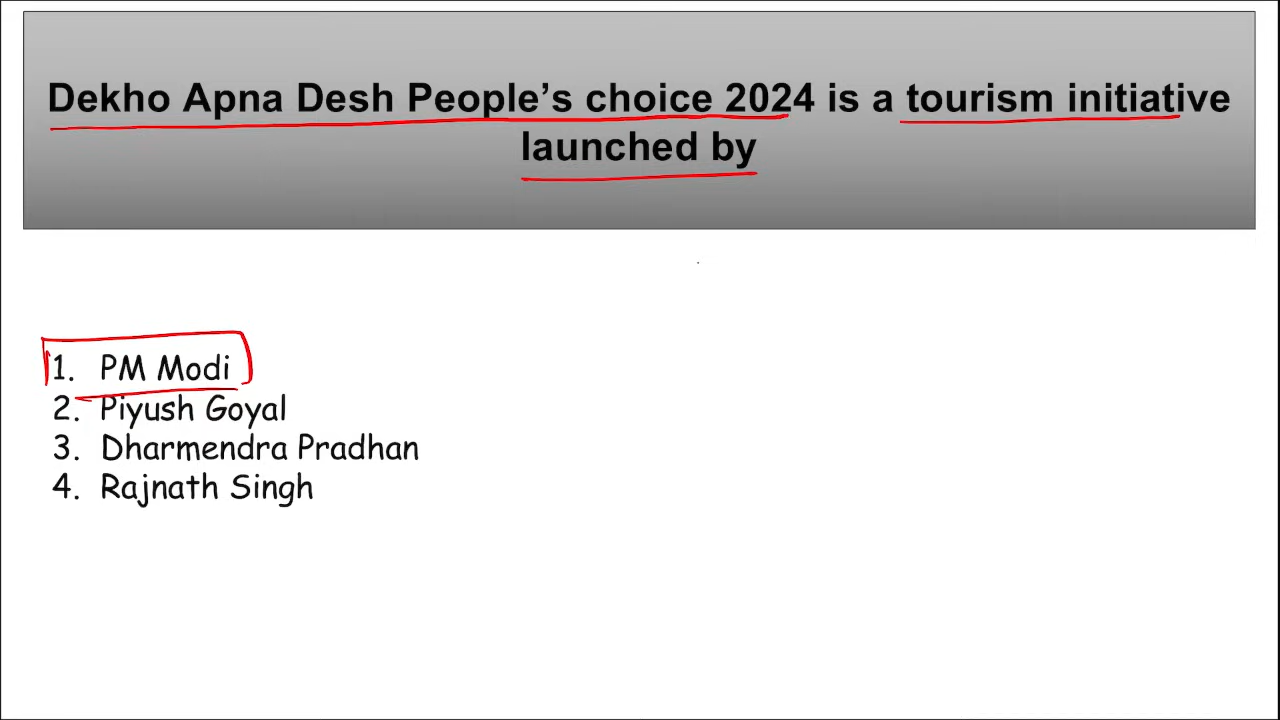 Dekho Apna Desh People’s choice 2024 is a tourism initiative
launched by
1. PM Modi
2. Piyush Goyal
3. Dharmendra Pradhan
4. Rajnath Singh